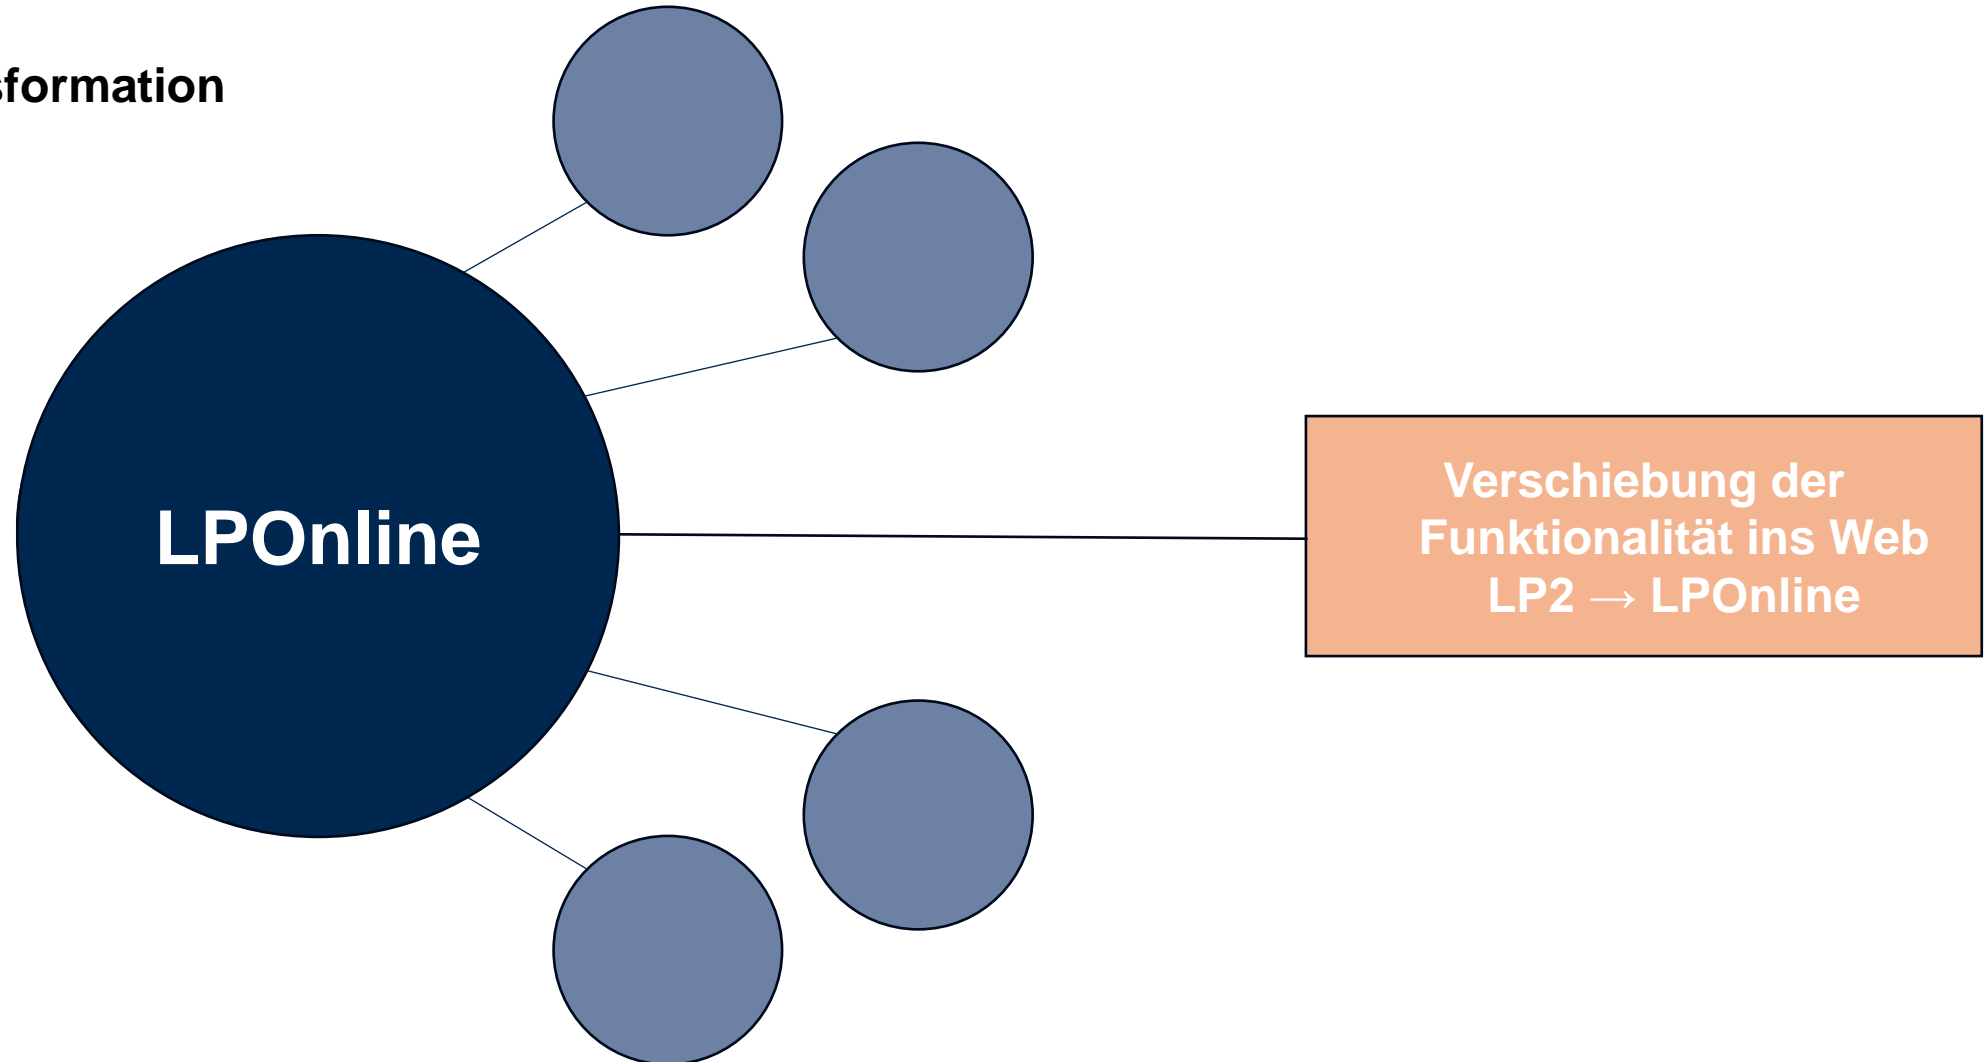 sformation
LPOnline
Verschiebung der
Funktionalität ins Web
LP2 → LPOnline